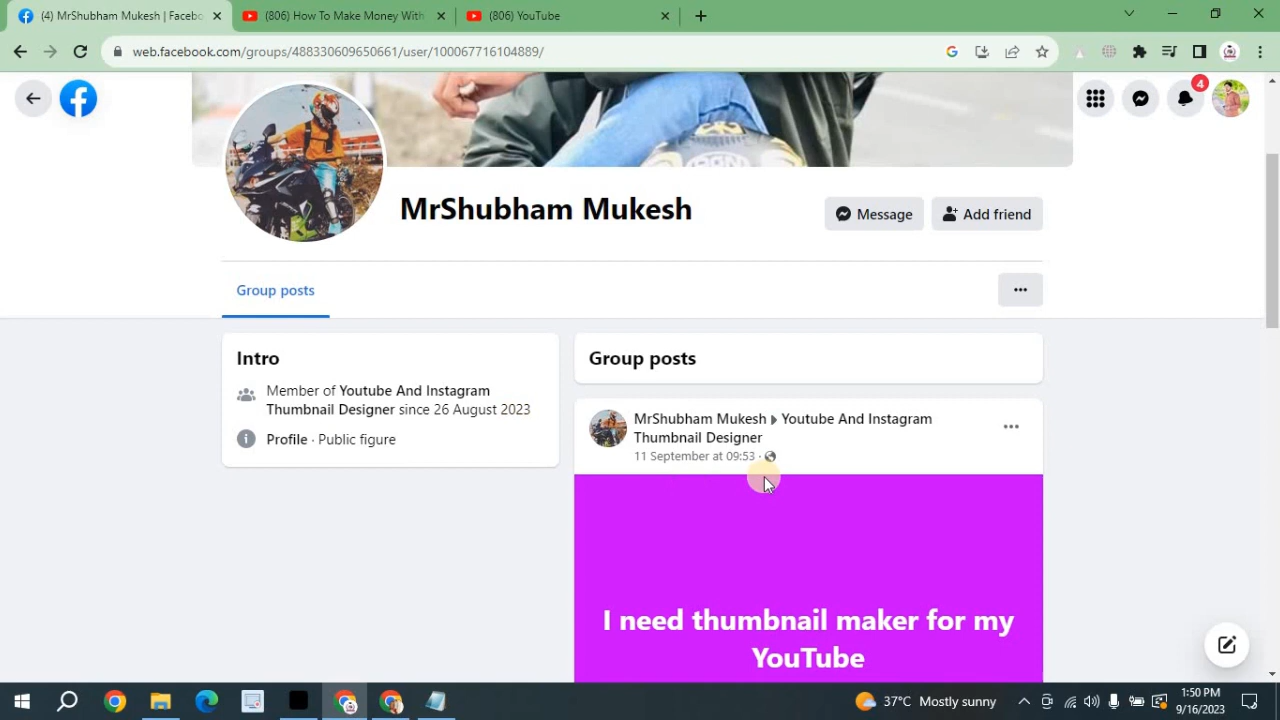 (4) MrShubham Mukesh | Facebo
(806) How To Make Money With
(806) YouTube
web.facebook.com/groups/488330609650661/user/100067716104889/
4
MrShubham Mukesh
Message
Add friend
Group posts
Intro
Member of Youtube And Instagram
Thumbnail Designer since 26 August 2023
Profile · Public figure
Group posts
MrShubham Mukesh Youtube And Instagram
Thumbnail Designer
11 September at 09:53 ·
I need thumbnail maker for my
YouTube
37°C Mostly sunny
1:50 PM
9/16/2023